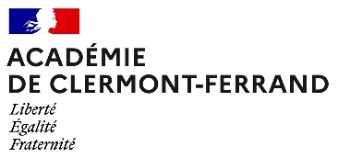 ACADÉMIE
DE CLERMONT-FERRAND
Liberté
Égalité
Fraternité